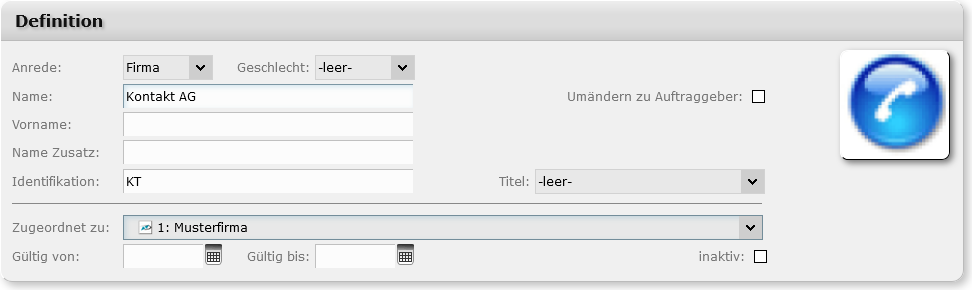 Definition
Anrede: Firma Geschlecht: -leer-
Name: Kontakt AG Umändern zu Auftraggeber:
Vorname:
Name Zusatz:
Identifikation: KT Titel: -leer-
Zugeordnet zu: 1: Musterfirma
Gültig von: Gültig bis: inaktiv: